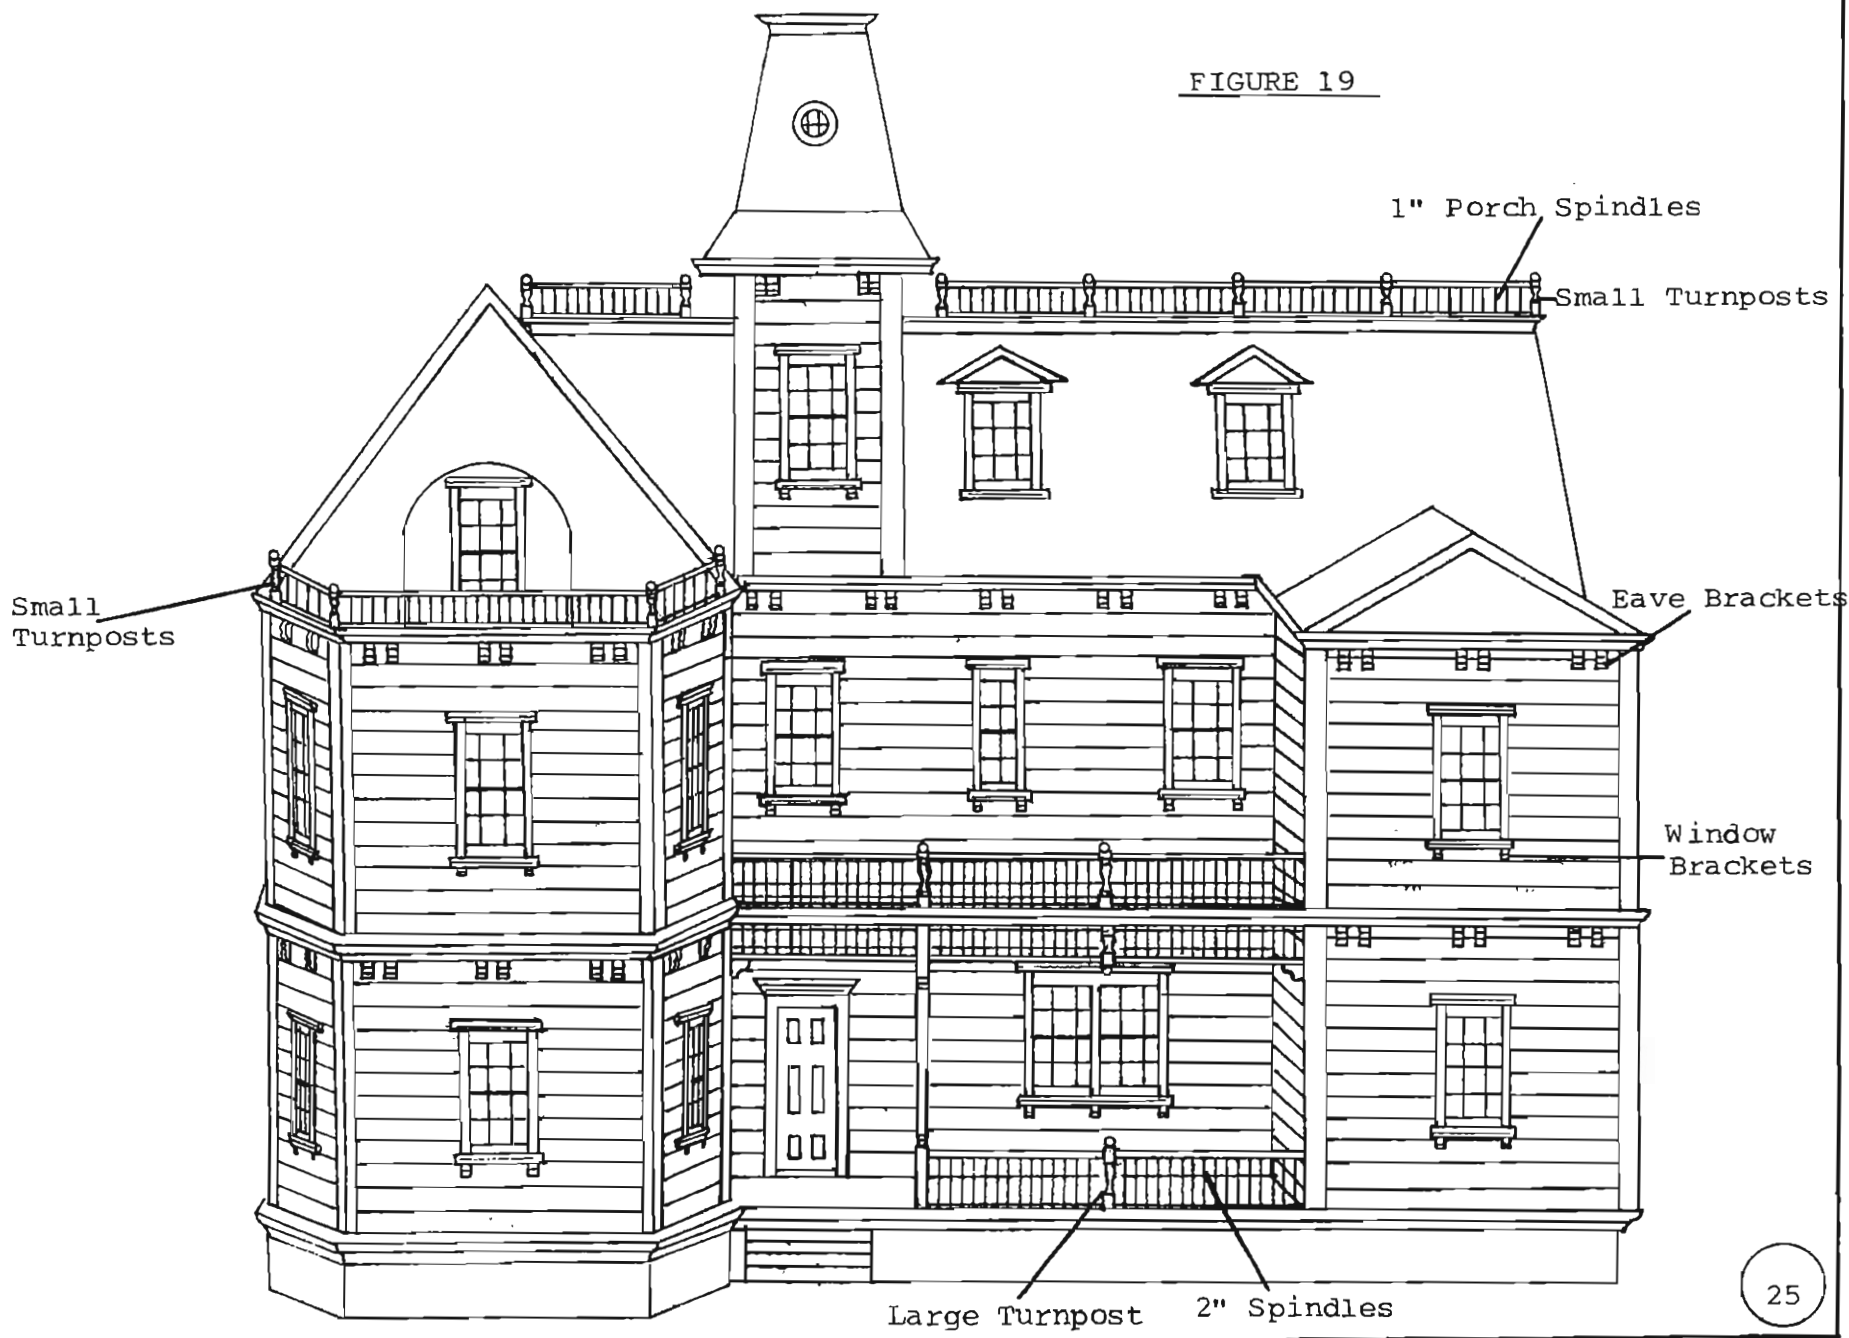 FIGURE 19
1" Porch Spindles
Small Turnposts
Small
Turnposts
Eave Brackets
Window
Brackets
Large Turnpost
2" Spindles
25